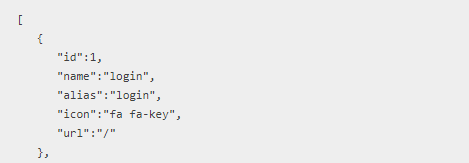 [
{
"id":1,
"name":"login",
"alias":"login",
"icon":"fa fa-key",
"url":"/"
},